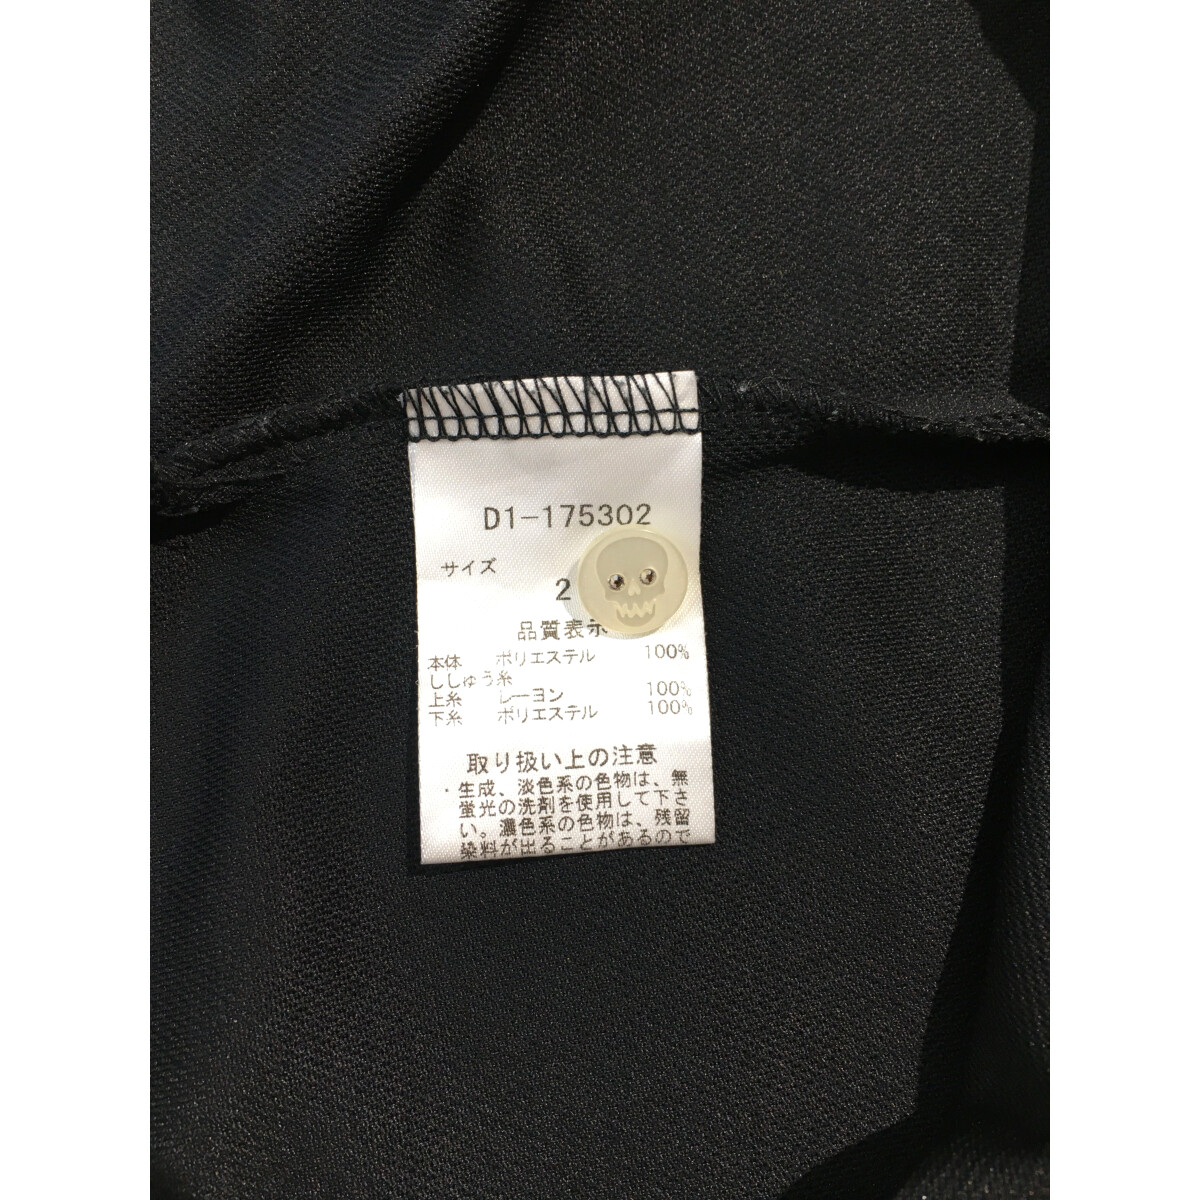 D1-175302
サイズ
2
品質表示
本体 ポリエステル 100%
ししゅう糸
上糸 レーヨン 100%
下糸 ポリエステル 100%
取り扱い上の注意
・生成、淡色系の色物は、無
蛍光の洗剤を使用して下さ
い。濃色系の色物は、残留
染料が出ることがあるので